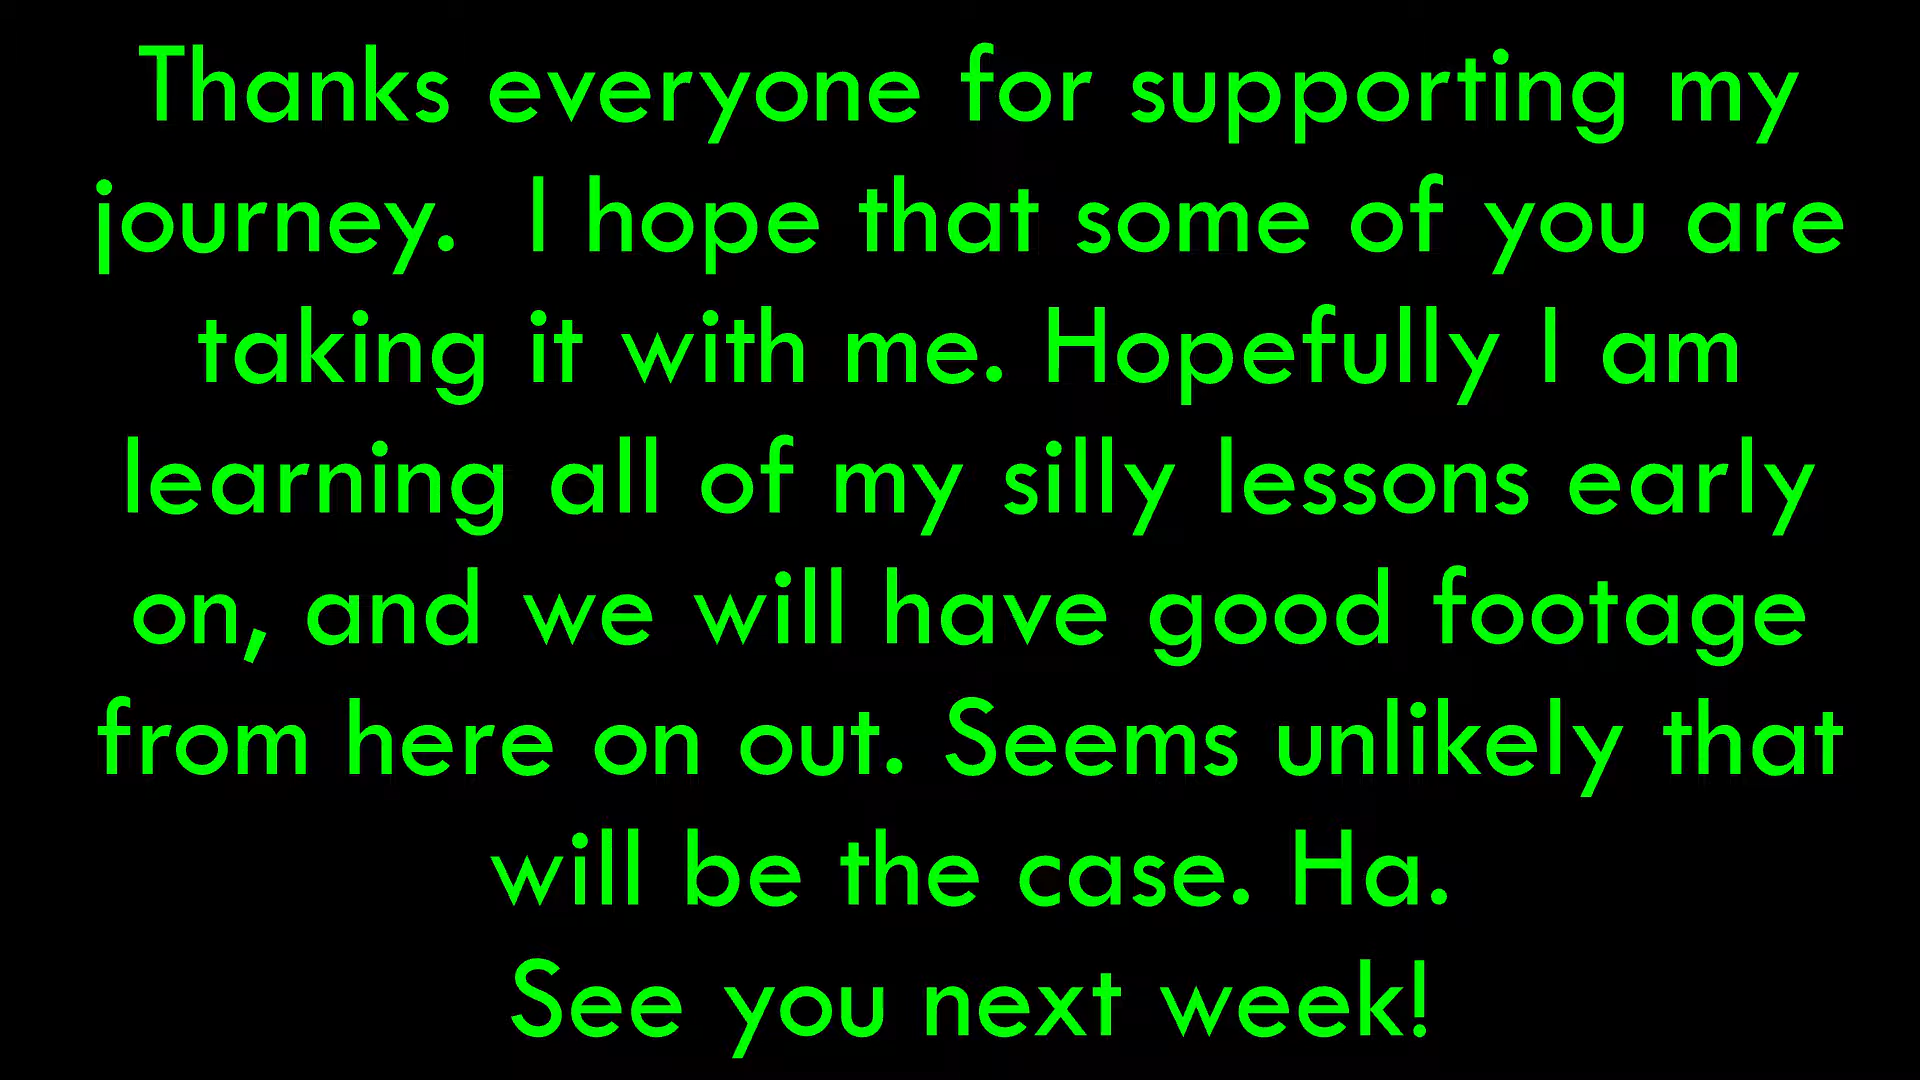 Thanks everyone for supporting my
journey.  I hope that some of you are
taking it with me. Hopefully I am
learning all of my silly lessons early
on, and we will have good footage
from here on out. Seems unlikely that
will be the case. Ha.
See you next week!